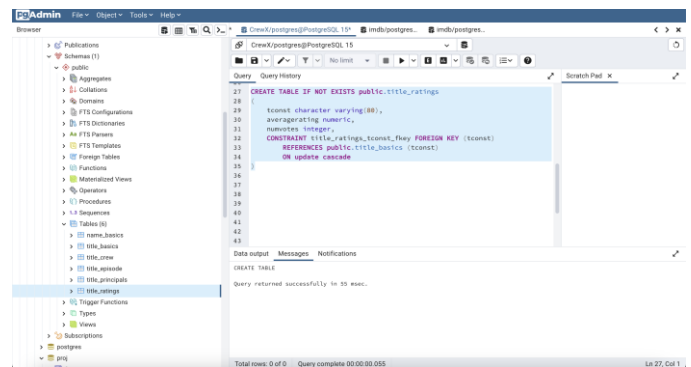 pgAdmin File Object Tools Help
Browser
CrewX/postgres@PostgreSQL 15*
imdb/postgres...
imdb/postgres...
Publications
Schemas (1)
public
Aggregates
Collations
Domains
FTS Configurations
FTS Dictionaries
FTS Parsers
FTS Templates
Foreign Tables
Functions
Materialized Views
Operators
Procedures
Sequences
Tables (6)
name_basics
title_basics
title_crew
title_episode
title_principals
title_ratings
Trigger Functions
Types
Views
Subscriptions
postgres
proj
CrewX/postgres@PostgreSQL 15
No limit
Query Query History
Scratch Pad
27 CREATE TABLE IF NOT EXISTS public.title_ratings
28 (
29 tconst character varying(80),
30 averagerating numeric,
31 numvotes integer,
32 CONSTRAINT title_ratings_tconst_fkey FOREIGN KEY (tconst)
33 REFERENCES public.title_basics (tconst)
34 ON update cascade
35 )
36
37
38
39
40
41
42
43
Data output Messages Notifications
CREATE TABLE
Query returned successfully in 55 msec.
Total rows: 0 of 0 Query complete 00:00:00.055
Ln 27, Col 1